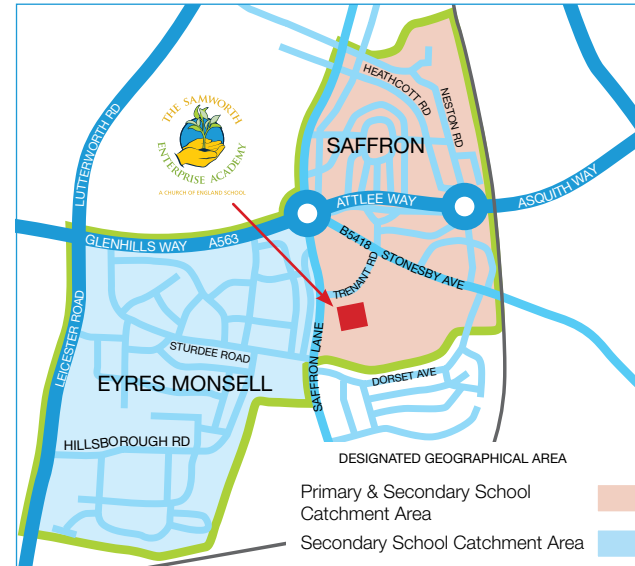 HEATHCOTT RD
NESTON RD
LUTTERWORTH RD
THE SAMWORTH
ENTERPRISE ACADEMY
A CHURCH OF ENGLAND SCHOOL
SAFFRON
ATTLEE WAY
ASQUITH WAY
GLENHILLS WAY A563
B5418 STONESBY AVE
TRENANT RD
LEICESTER ROAD
STURDEE ROAD
SAFFRON LANE
EYRES MONSELL
DORSET AVE
HILLSBOROUGH RD
DESIGNATED GEOGRAPHICAL AREA
Primary & Secondary School
Catchment Area
Secondary School Catchment Area